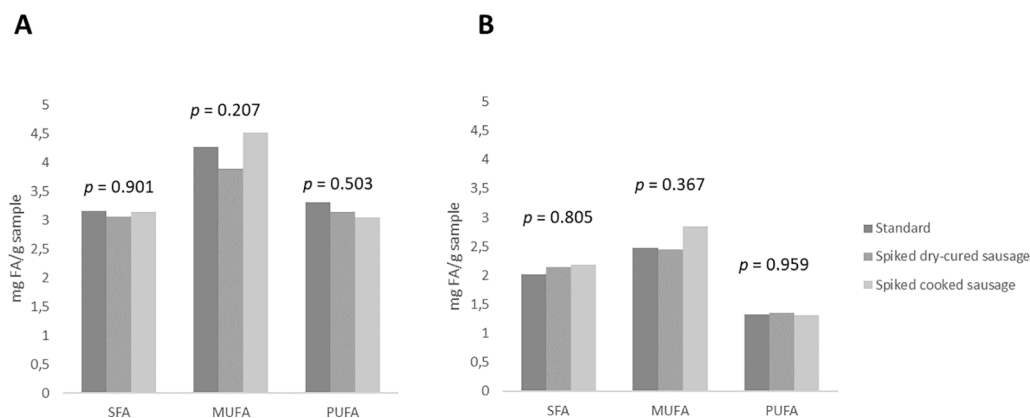 A
mg FA/g sample
5
4,5
4
3,5
3
2,5
2
1,5
1
0,5
0
p = 0.901
p = 0.207
p = 0.503
SFA
MUFA
PUFA
B
mg FA/g sample
5
4,5
4
3,5
3
2,5
2
1,5
1
0,5
0
p = 0.805
p = 0.367
p = 0.959
SFA
MUFA
PUFA
Standard
Spiked dry-cured sausage
Spiked cooked sausage